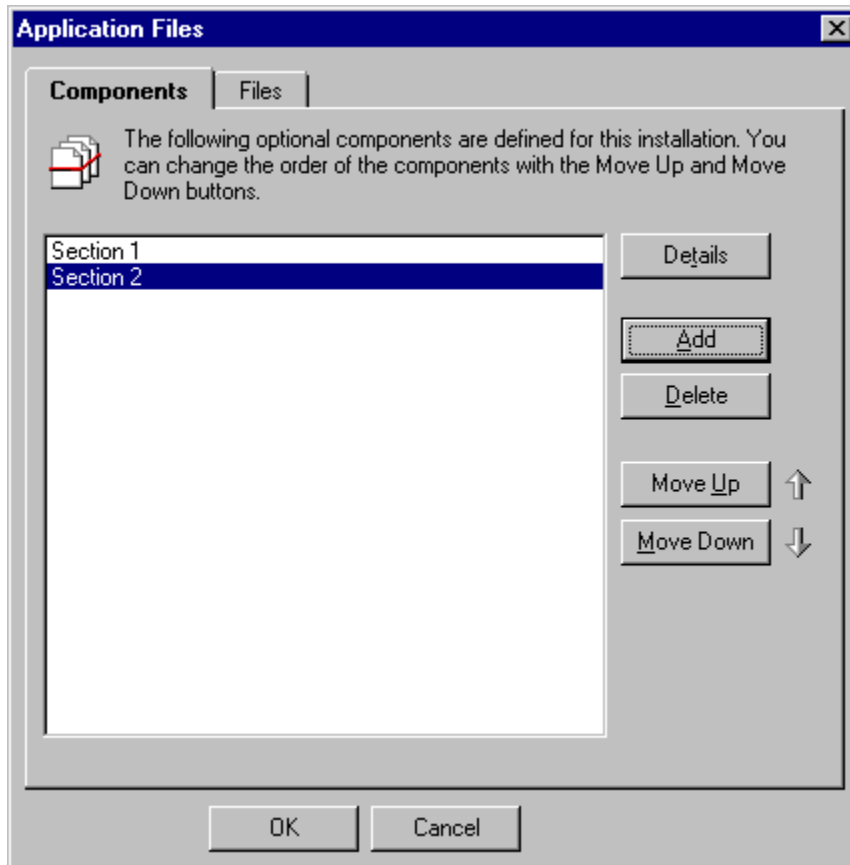 Application Files
Components
Files
The following optional components are defined for this installation. You
can change the order of the components with the Move Up and Move
Down buttons.
Section 1
Section 2
Details
Add
Delete
Move Up
Move Down
OK
Cancel